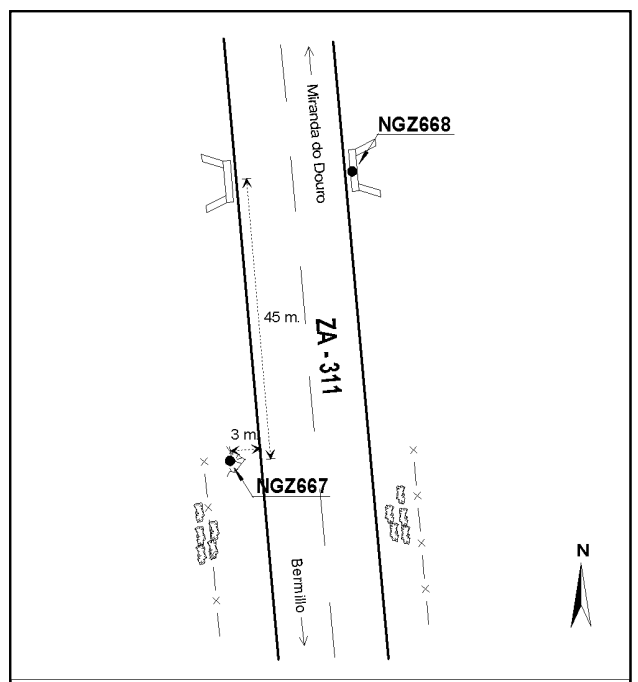 Miranda do Douro
NGZ668
45 m.
ZA - 311
3 m.
NGZ667
Bermillo
N